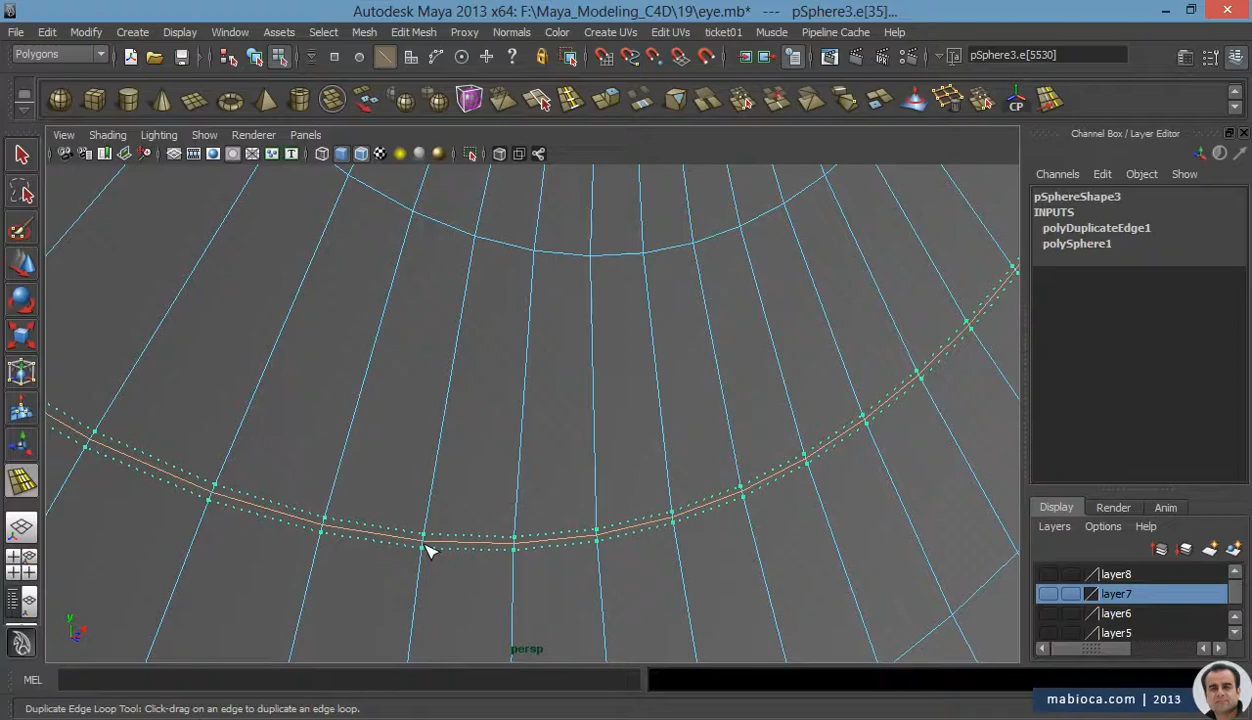 Autodesk Maya 2013 x64: F:\Maya_Modeling_C4D\19\eye.mb* --- pSphere3.e[35]...
File Edit Modify Create Display Window Assets Select Mesh Edit Mesh Proxy Normals Color Create UVs Edit UVs ticket01 Muscle Pipeline Cache Help
Polygons
pSphere3.e[5530]
CP
View Shading Lighting Show Renderer Panels
Channel Box / Layer Editor
Channels Edit Object Show
pSphereShape3
INPUTS
polyDuplicateEdge1
polySphere1
Display Render Anim
Layers Options Help
layer8
layer7
layer6
layer5
y
persp
MEL
mabioca.com | 2013
Duplicate Edge Loop Tool: Click-drag on an edge to duplicate an edge loop.